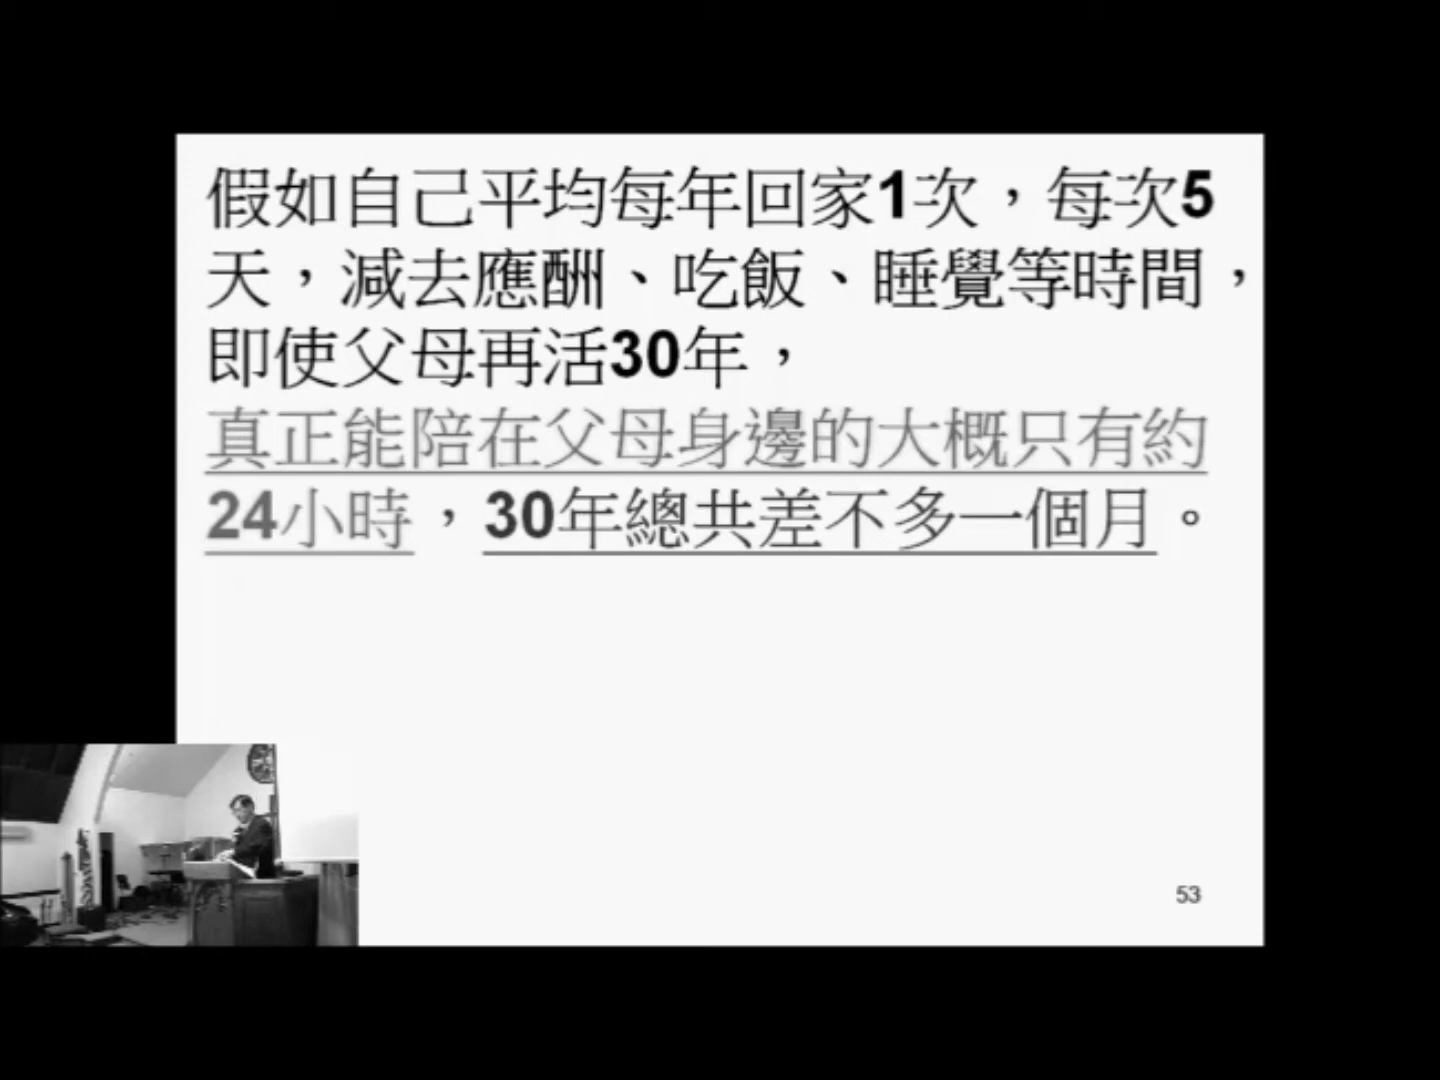 假如自己平均每年回家1次，每次5
天，減去應酬、吃飯、睡覺等時間，
即使父母再活30年，
真正能陪在父母身邊的大概只有約
24小時，30年總共差不多一個月。
53